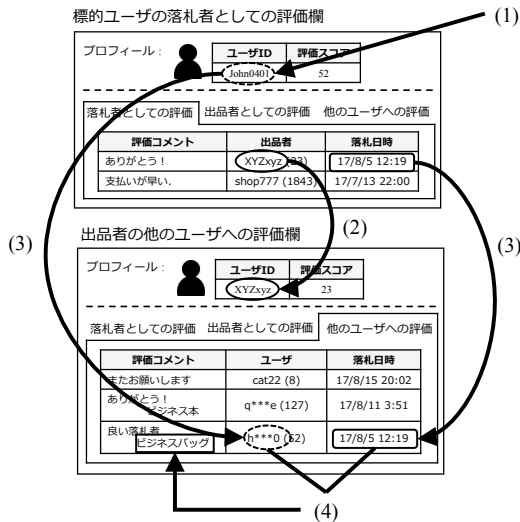 標的ユーザの落札者としての評価欄
(1)
プロフィール：
ユーザID 評価スコア
John0401 52
落札者としての評価 出品者としての評価 他のユーザへの評価
評価コメント 出品者 落札日時
ありがとう！ XYZxyz (23) 17/8/5 12:19
支払いが早い． shop777 (1843) 17/7/13 22:00
(3) (2) (3)
出品者の他のユーザへの評価欄
プロフィール：
ユーザID 評価スコア
XYZxyz 23
落札者としての評価 出品者としての評価 他のユーザへの評価
評価コメント ユーザ 落札日時
またお願いします cat22 (8) 17/8/15 20:02
ありがとう！
ビジネス本 q***e (127) 17/8/11 3:51
良い落札者
ビジネスバッグ h***0 (52) 17/8/5 12:19
(4)